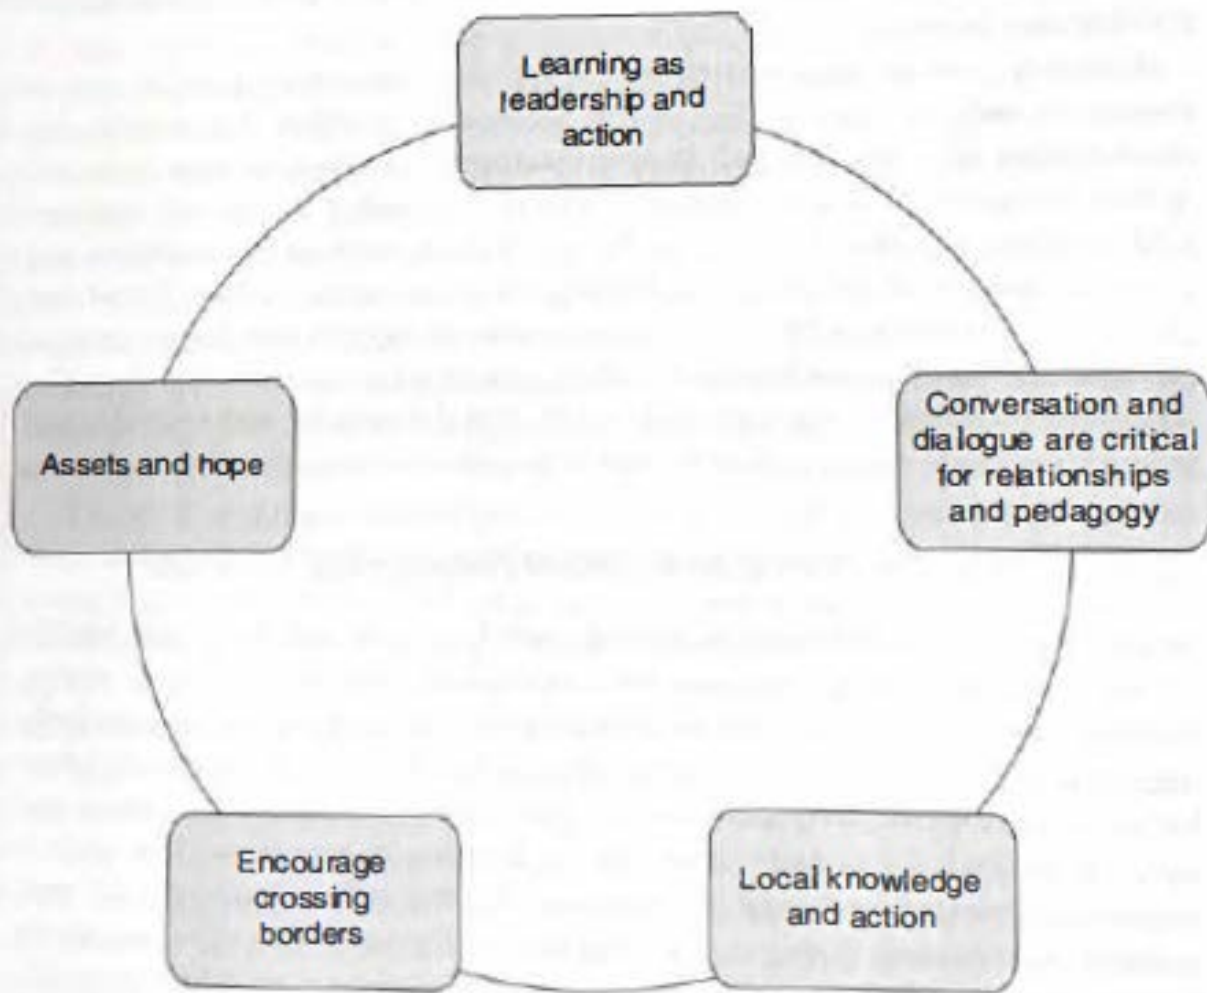 Learning as
leadership and
action
Conversation and
dialogue are critical
for relationships
and pedagogy
Local knowledge
and action
Encourage
crossing
borders
Assets and hope